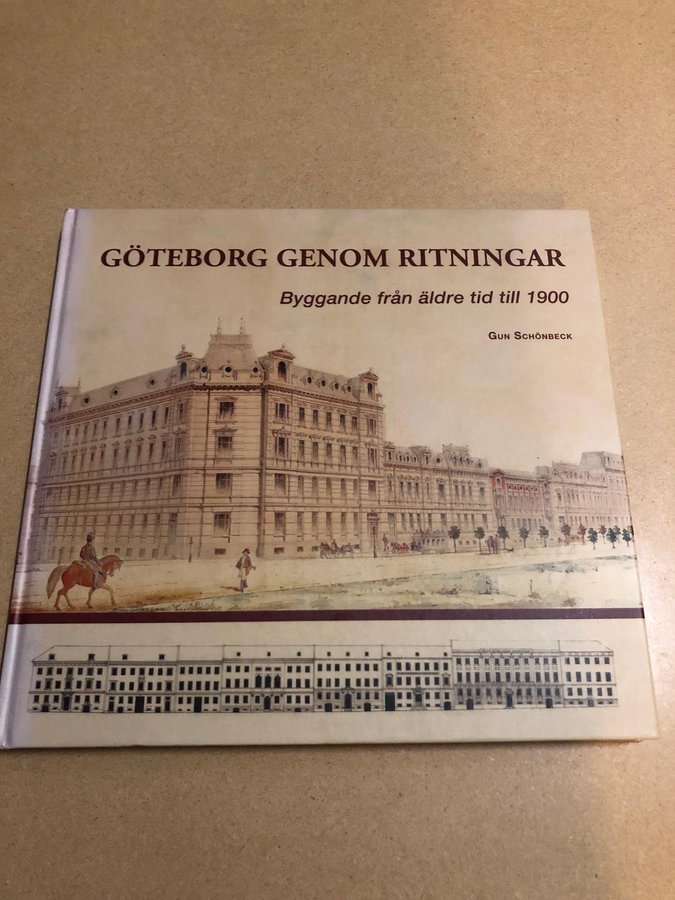 GÖTEBORG GENOM RITNINGAR
Byggande från äldre tid till 1900
GUN SCHÖNBECK